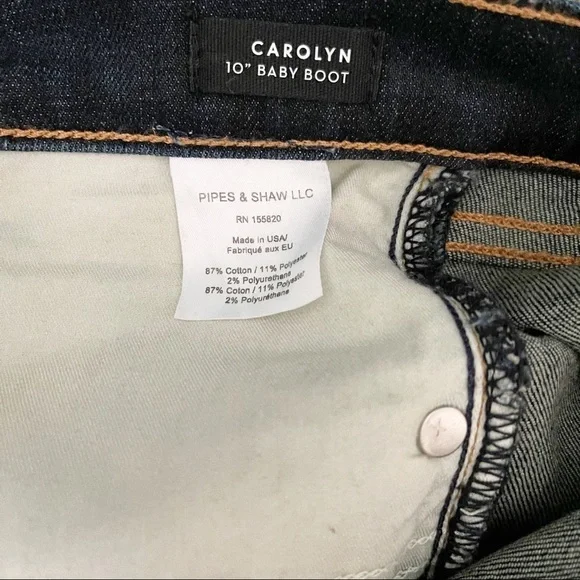 CAROLYN
10" BABY BOOT
PIPES & SHAW LLC
RN 155820
Made in USA/
Fabriqué aux EU
87% Cotton / 11% Polyester
2% Polyurethane
87% Coton / 11% Polyester
2% Polyuréthane